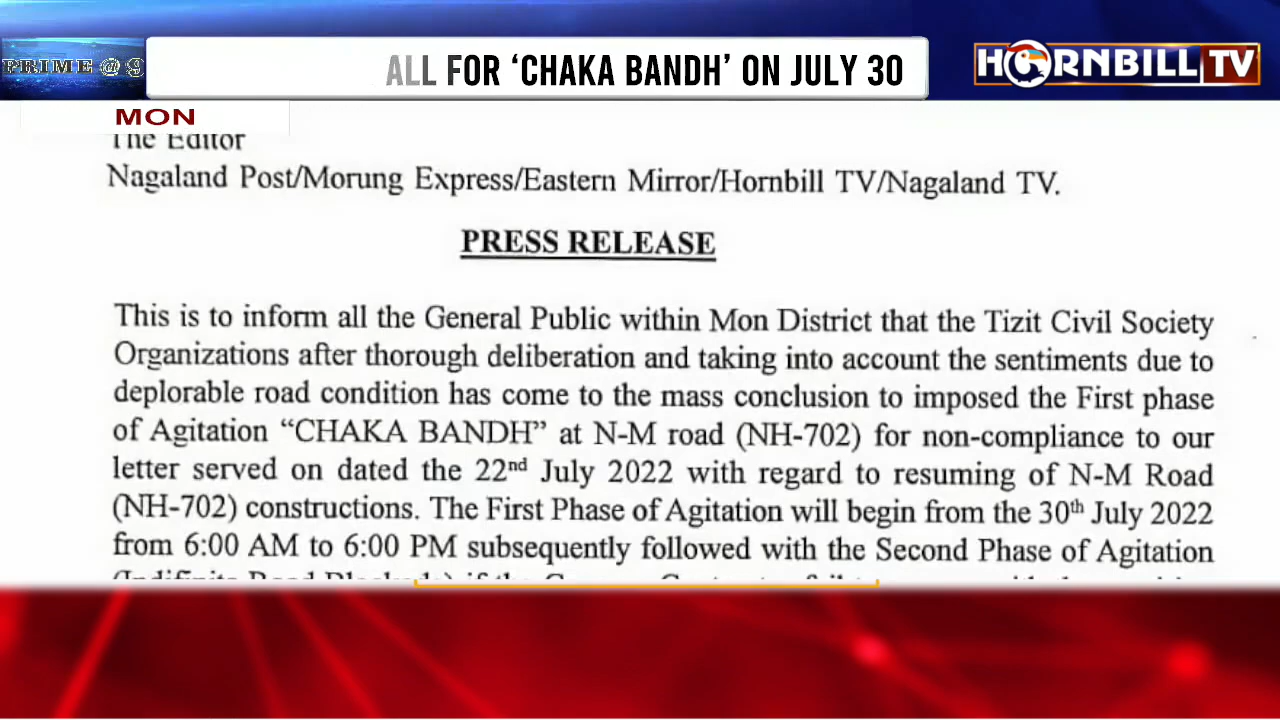 PRIME @ 9
ALL FOR ‘CHAKA BANDH’ ON JULY 30
HORNBILL TV
MON
The Editor
Nagaland Post/Morung Express/Eastern Mirror/Hornbill TV/Nagaland TV.
PRESS RELEASE
This is to inform all the General Public within Mon District that the Tizit Civil Society
Organizations after thorough deliberation and taking into account the sentiments due to
deplorable road condition has come to the mass conclusion to imposed the First phase
of Agitation “CHAKA BANDH” at N-M road (NH-702) for non-compliance to our
letter served on dated the 22nd July 2022 with regard to resuming of N-M Road
(NH-702) constructions. The First Phase of Agitation will begin from the 30th July 2022
from 6:00 AM to 6:00 PM subsequently followed with the Second Phase of Agitation